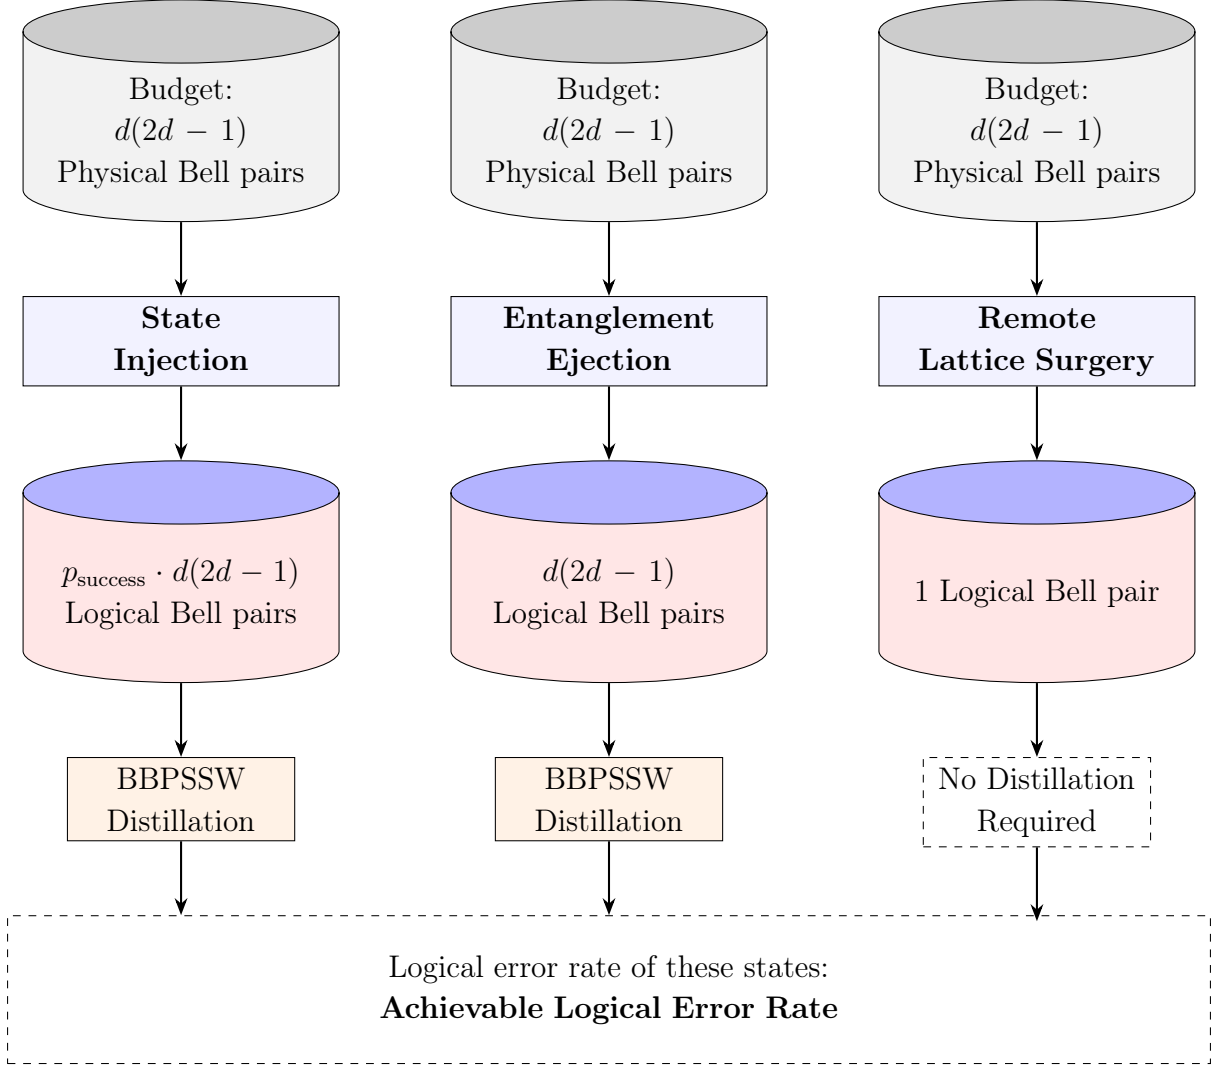 Budget:
d(2d − 1)
Physical Bell pairs
Budget:
d(2d − 1)
Physical Bell pairs
Budget:
d(2d − 1)
Physical Bell pairs
State
Injection
Entanglement
Ejection
Remote
Lattice Surgery
p_success · d(2d − 1)
Logical Bell pairs
d(2d − 1)
Logical Bell pairs
1 Logical Bell pair
BBPSSW
Distillation
BBPSSW
Distillation
No Distillation
Required
Logical error rate of these states:
Achievable Logical Error Rate